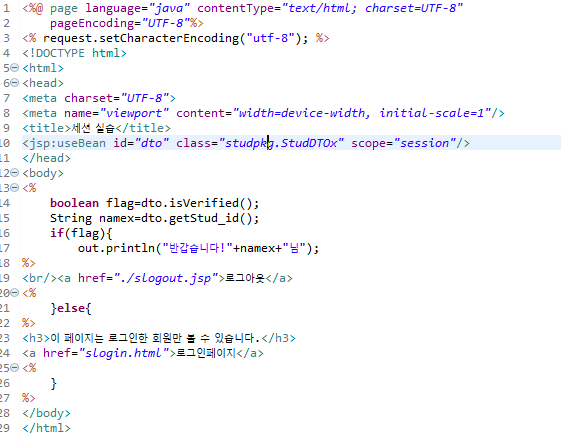 1 <%@ page language="java" contentType="text/html; charset=UTF-8"
2     pageEncoding="UTF-8"%>
3 <% request.setCharacterEncoding("utf-8"); %>
4 <!DOCTYPE html>
5 <html>
6 <head>
7 <meta charset="UTF-8">
8 <meta name="viewport" content="width=device-width, initial-scale=1"/>
9 <title>세션 실습</title>
10 <jsp:useBean id="dto" class="studpkg.StudDTOx" scope="session"/>
11 </head>
12 <body>
13 <%
14     boolean flag=dto.isVerified();
15     String namex=dto.getStud_id();
16     if(flag){
17         out.println("반갑습니다!"+namex+"님");
18 %>
19 <br/><a href="./slogout.jsp">로그아웃</a>
20 <%
21     }else{
22 %>
23 <h3>이 페이지는 로그인한 회원만 볼 수 있습니다.</h3>
24 <a href="slogin.html">로그인페이지</a>
25 <%
26     }
27 %>
28 </body>
29 </html>